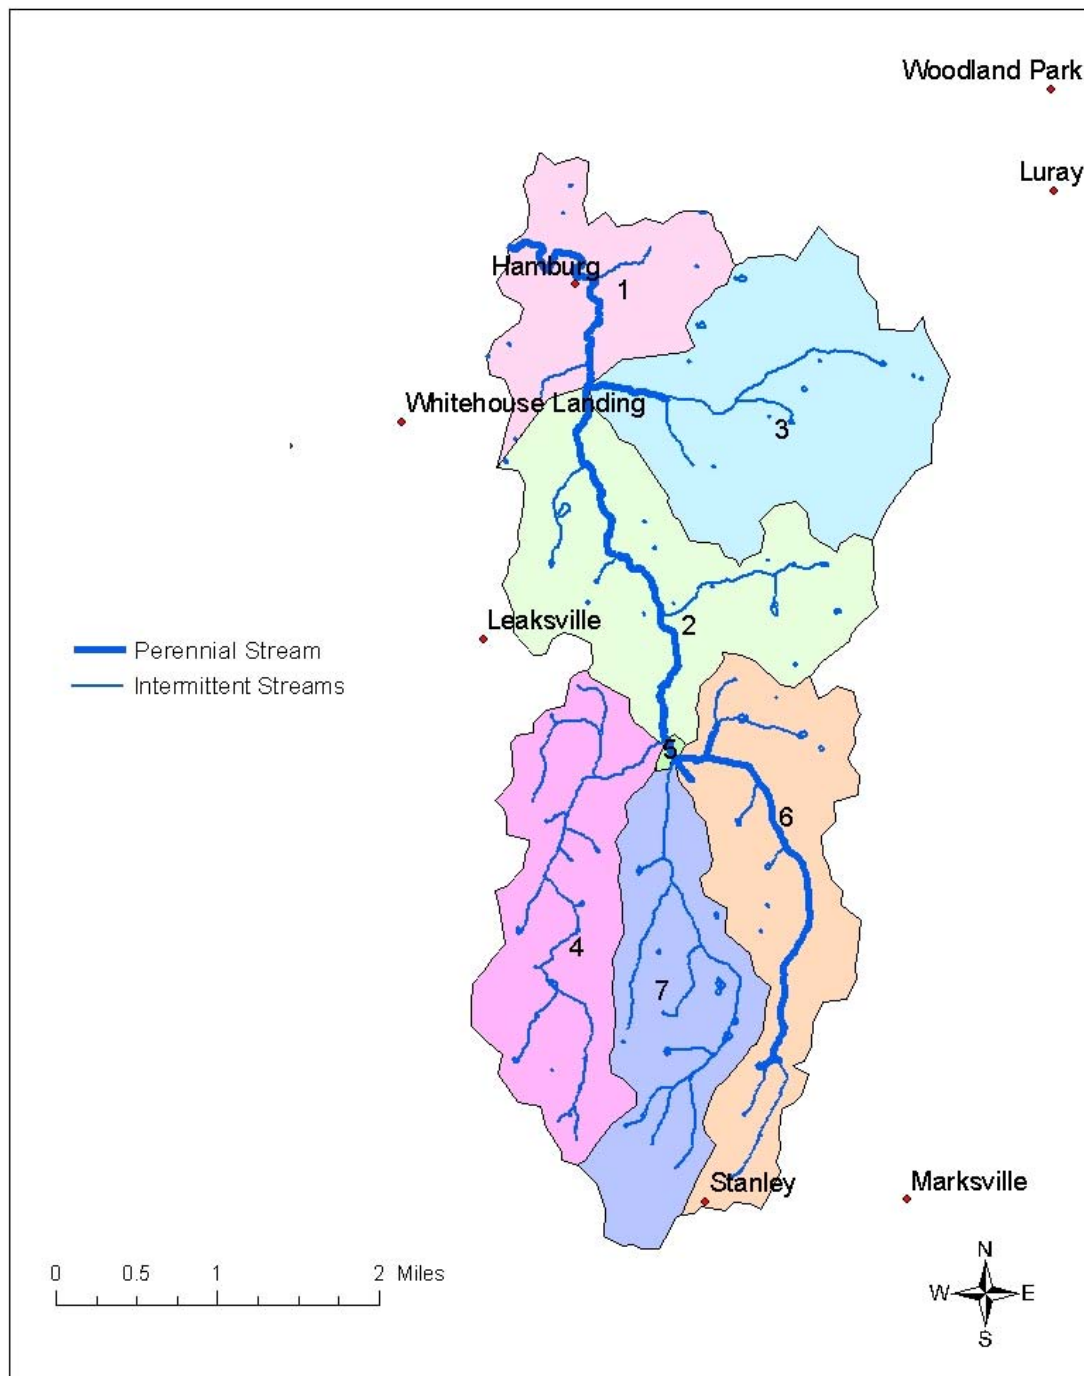 Woodland Park
Luray
Hamburg
1
Whitehouse Landing
3
Leaksville
2
Perennial Stream
Intermittent Streams
5
6
4
7
Stanley
Marksville
0 0.5 1 2 Miles
N
W E
S